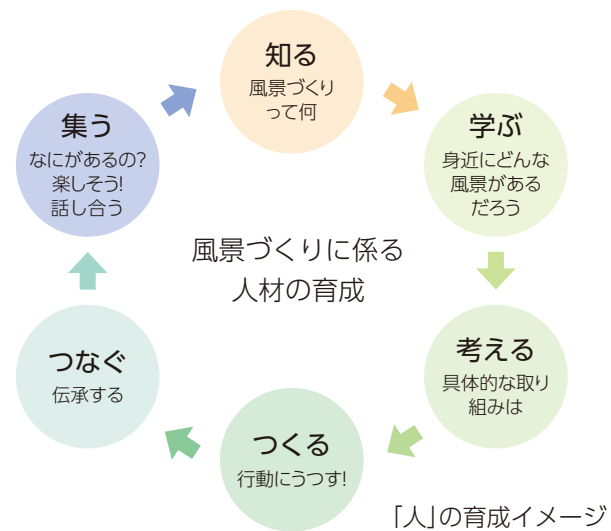 知る
風景づくり
って何
学ぶ
身近にどんな
風景がある
だろう
考える
具体的な取り
組みは
つくる
行動にうつす!
つなぐ
伝承する
集う
なにがあるの?
楽しそう!
話し合う
風景づくりに係る
人材の育成
「人」の育成イメージ